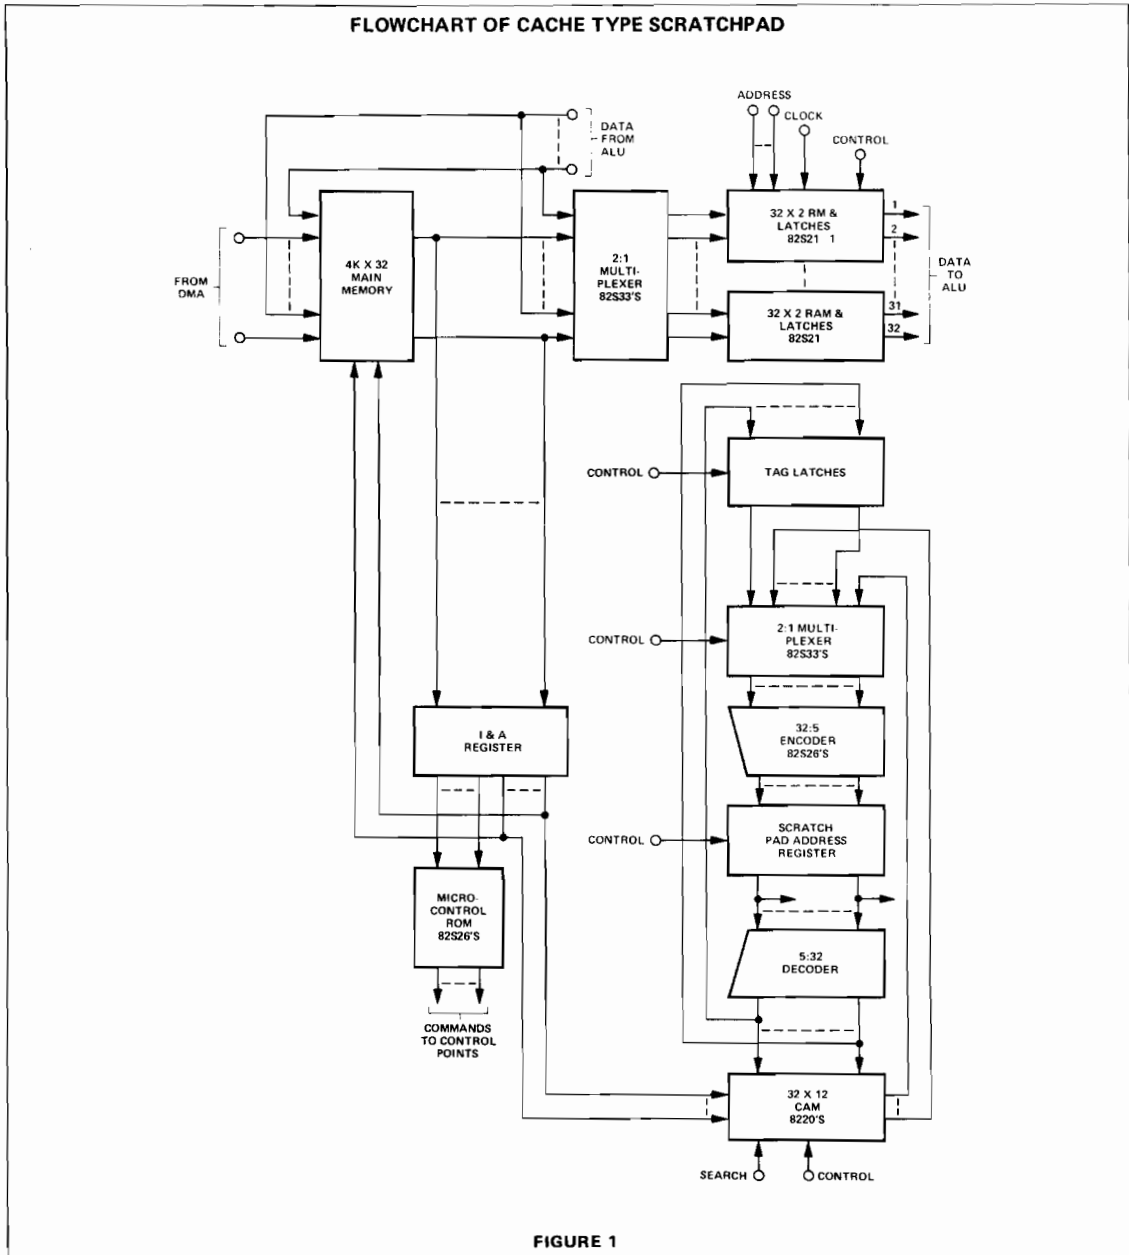 FLOWCHART OF CACHE TYPE SCRATCHPAD
ADDRESS
CLOCK
CONTROL
DATA
FROM
ALU
FROM
DMA
4K X 32
MAIN
MEMORY
2:1
MULTI-
PLEXER
82S33'S
32 X 2 RM &
LATCHES
82S21 1
32 X 2 RAM &
LATCHES
82S21
1
2
31
32
DATA
TO
ALU
CONTROL
TAG LATCHES
CONTROL
2:1 MULTI-
PLEXER
82S33'S
I & A
REGISTER
32:5
ENCODER
82S26'S
CONTROL
SCRATCH
PAD ADDRESS
REGISTER
MICRO-
CONTROL
ROM
82S26'S
5:32
DECODER
COMMANDS
TO CONTROL
POINTS
32 X 12
CAM
8220'S
SEARCH
CONTROL
FIGURE 1